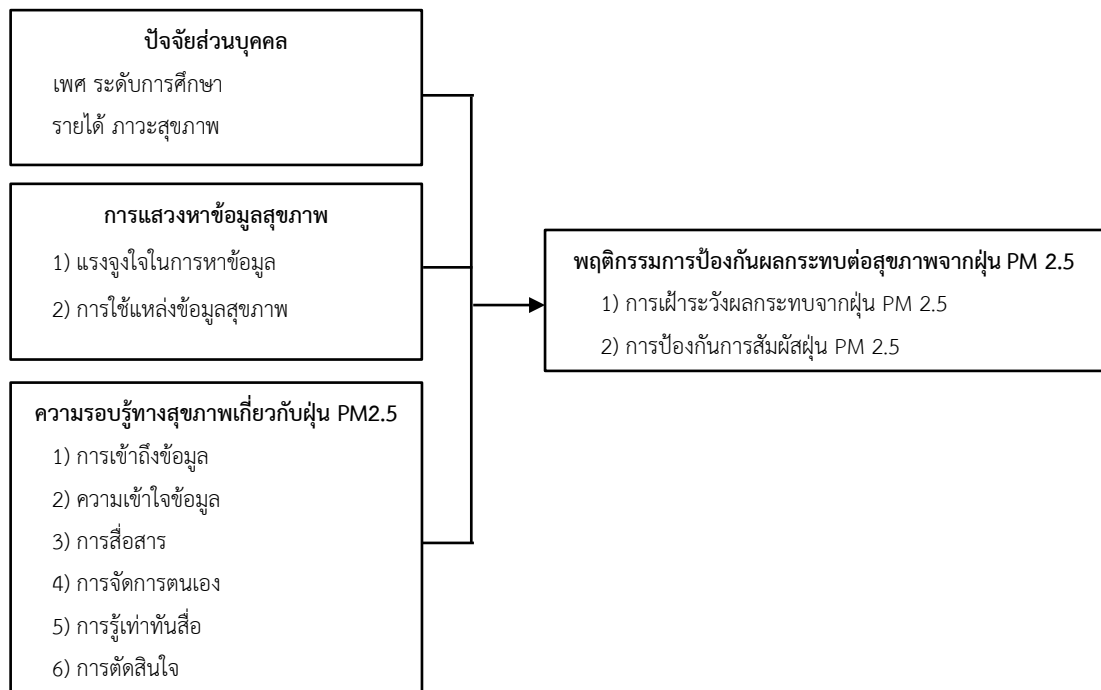 ปัจจัยส่วนบุคคล
เพศ ระดับการศึกษา
รายได้ ภาวะสุขภาพ
การแสวงหาข้อมูลสุขภาพ
1) แรงจูงใจในการหาข้อมูล
2) การใช้แหล่งข้อมูลสุขภาพ
ความรอบรู้ทางสุขภาพเกี่ยวกับฝุ่น PM2.5
1) การเข้าถึงข้อมูล
2) ความเข้าใจข้อมูล
3) การสื่อสาร
4) การจัดการตนเอง
5) การรู้เท่าทันสื่อ
6) การตัดสินใจ
พฤติกรรมการป้องกันผลกระทบต่อสุขภาพจากฝุ่น PM 2.5
1) การเฝ้าระวังผลกระทบจากฝุ่น PM 2.5
2) การป้องกันการสัมผัสฝุ่น PM 2.5